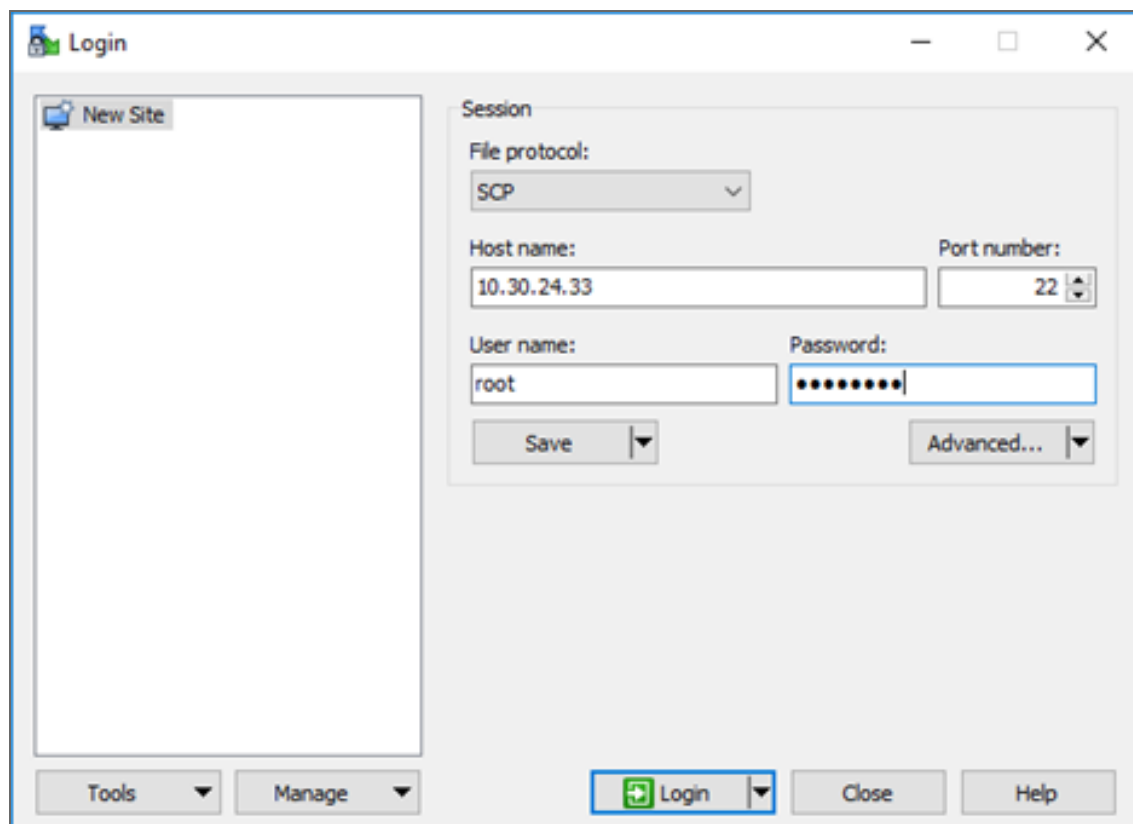 Login
New Site
Session
File protocol:
SCP
Host name:
Port number:
10.30.24.33
22
User name:
Password:
root
••••••••
Save
Advanced...
Tools
Manage
Login
Close
Help